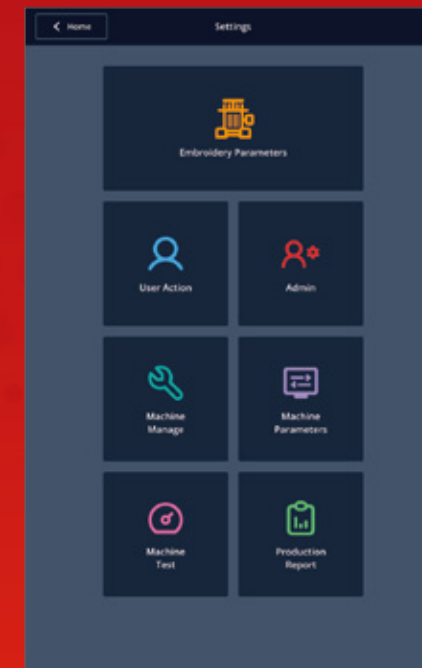 Home
Settings
Embroidery Parameters
User Action
Admin
Machine
Manage
Machine
Parameters
Machine
Test
Production
Report